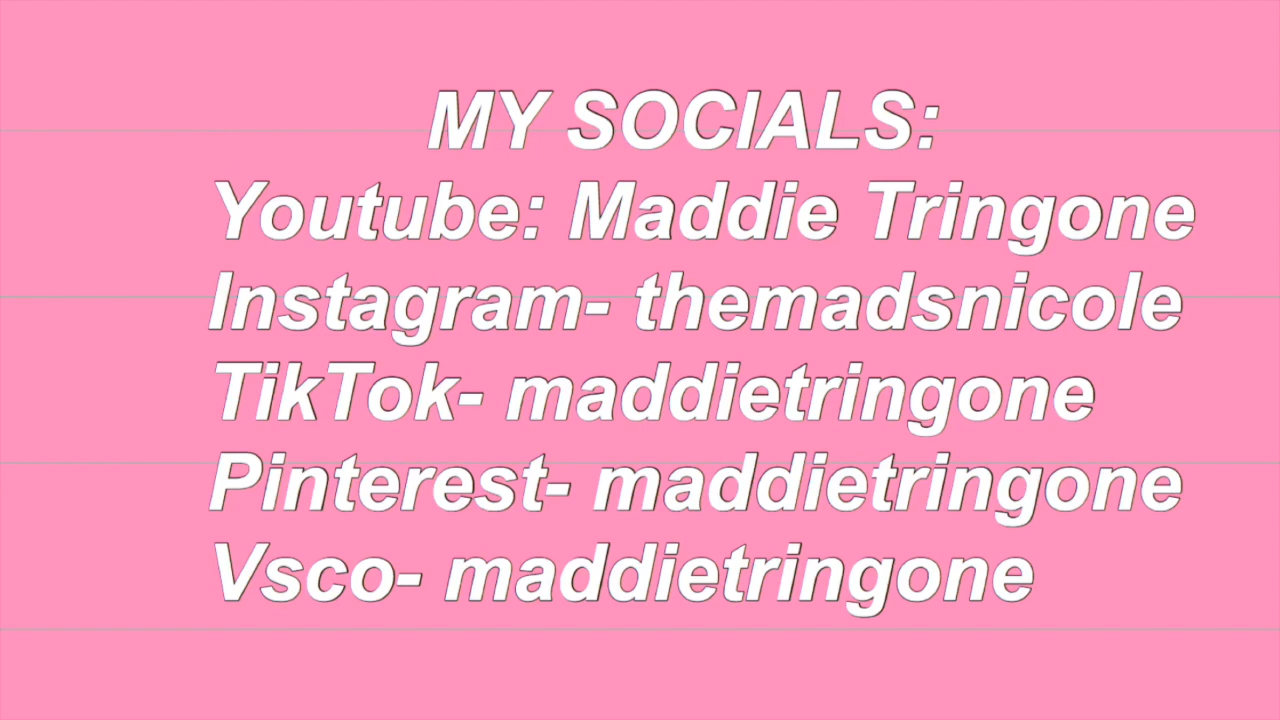 MY SOCIALS:
Youtube: Maddie Tringone
Instagram- themadsnicole
TikTok- maddietringone
Pinterest- maddietringone
Vsco- maddietringone